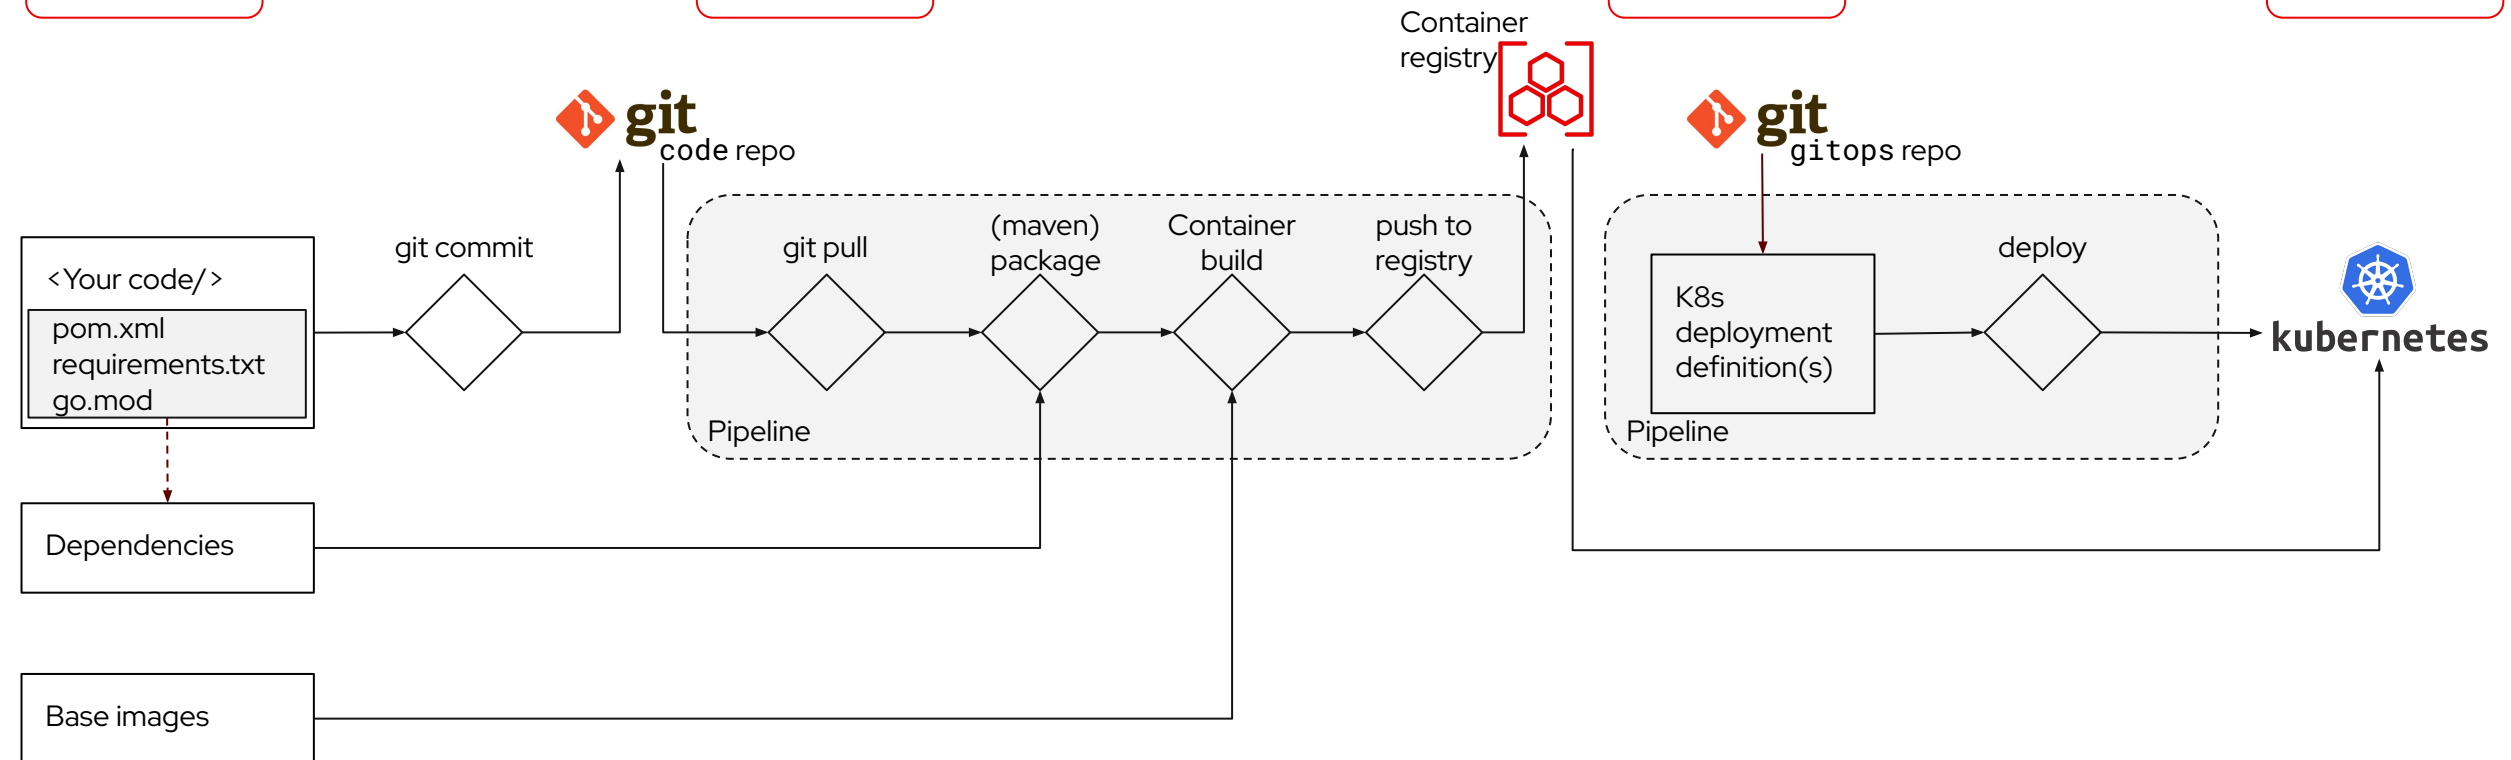 Container
registry
git
code repo
git
gitops repo
<Your code/>
pom.xml
requirements.txt
go.mod
git commit
git pull
(maven)
package
Container
build
push to
registry
Pipeline
K8s
deployment
definition(s)
deploy
Pipeline
kubernetes
Dependencies
Base images